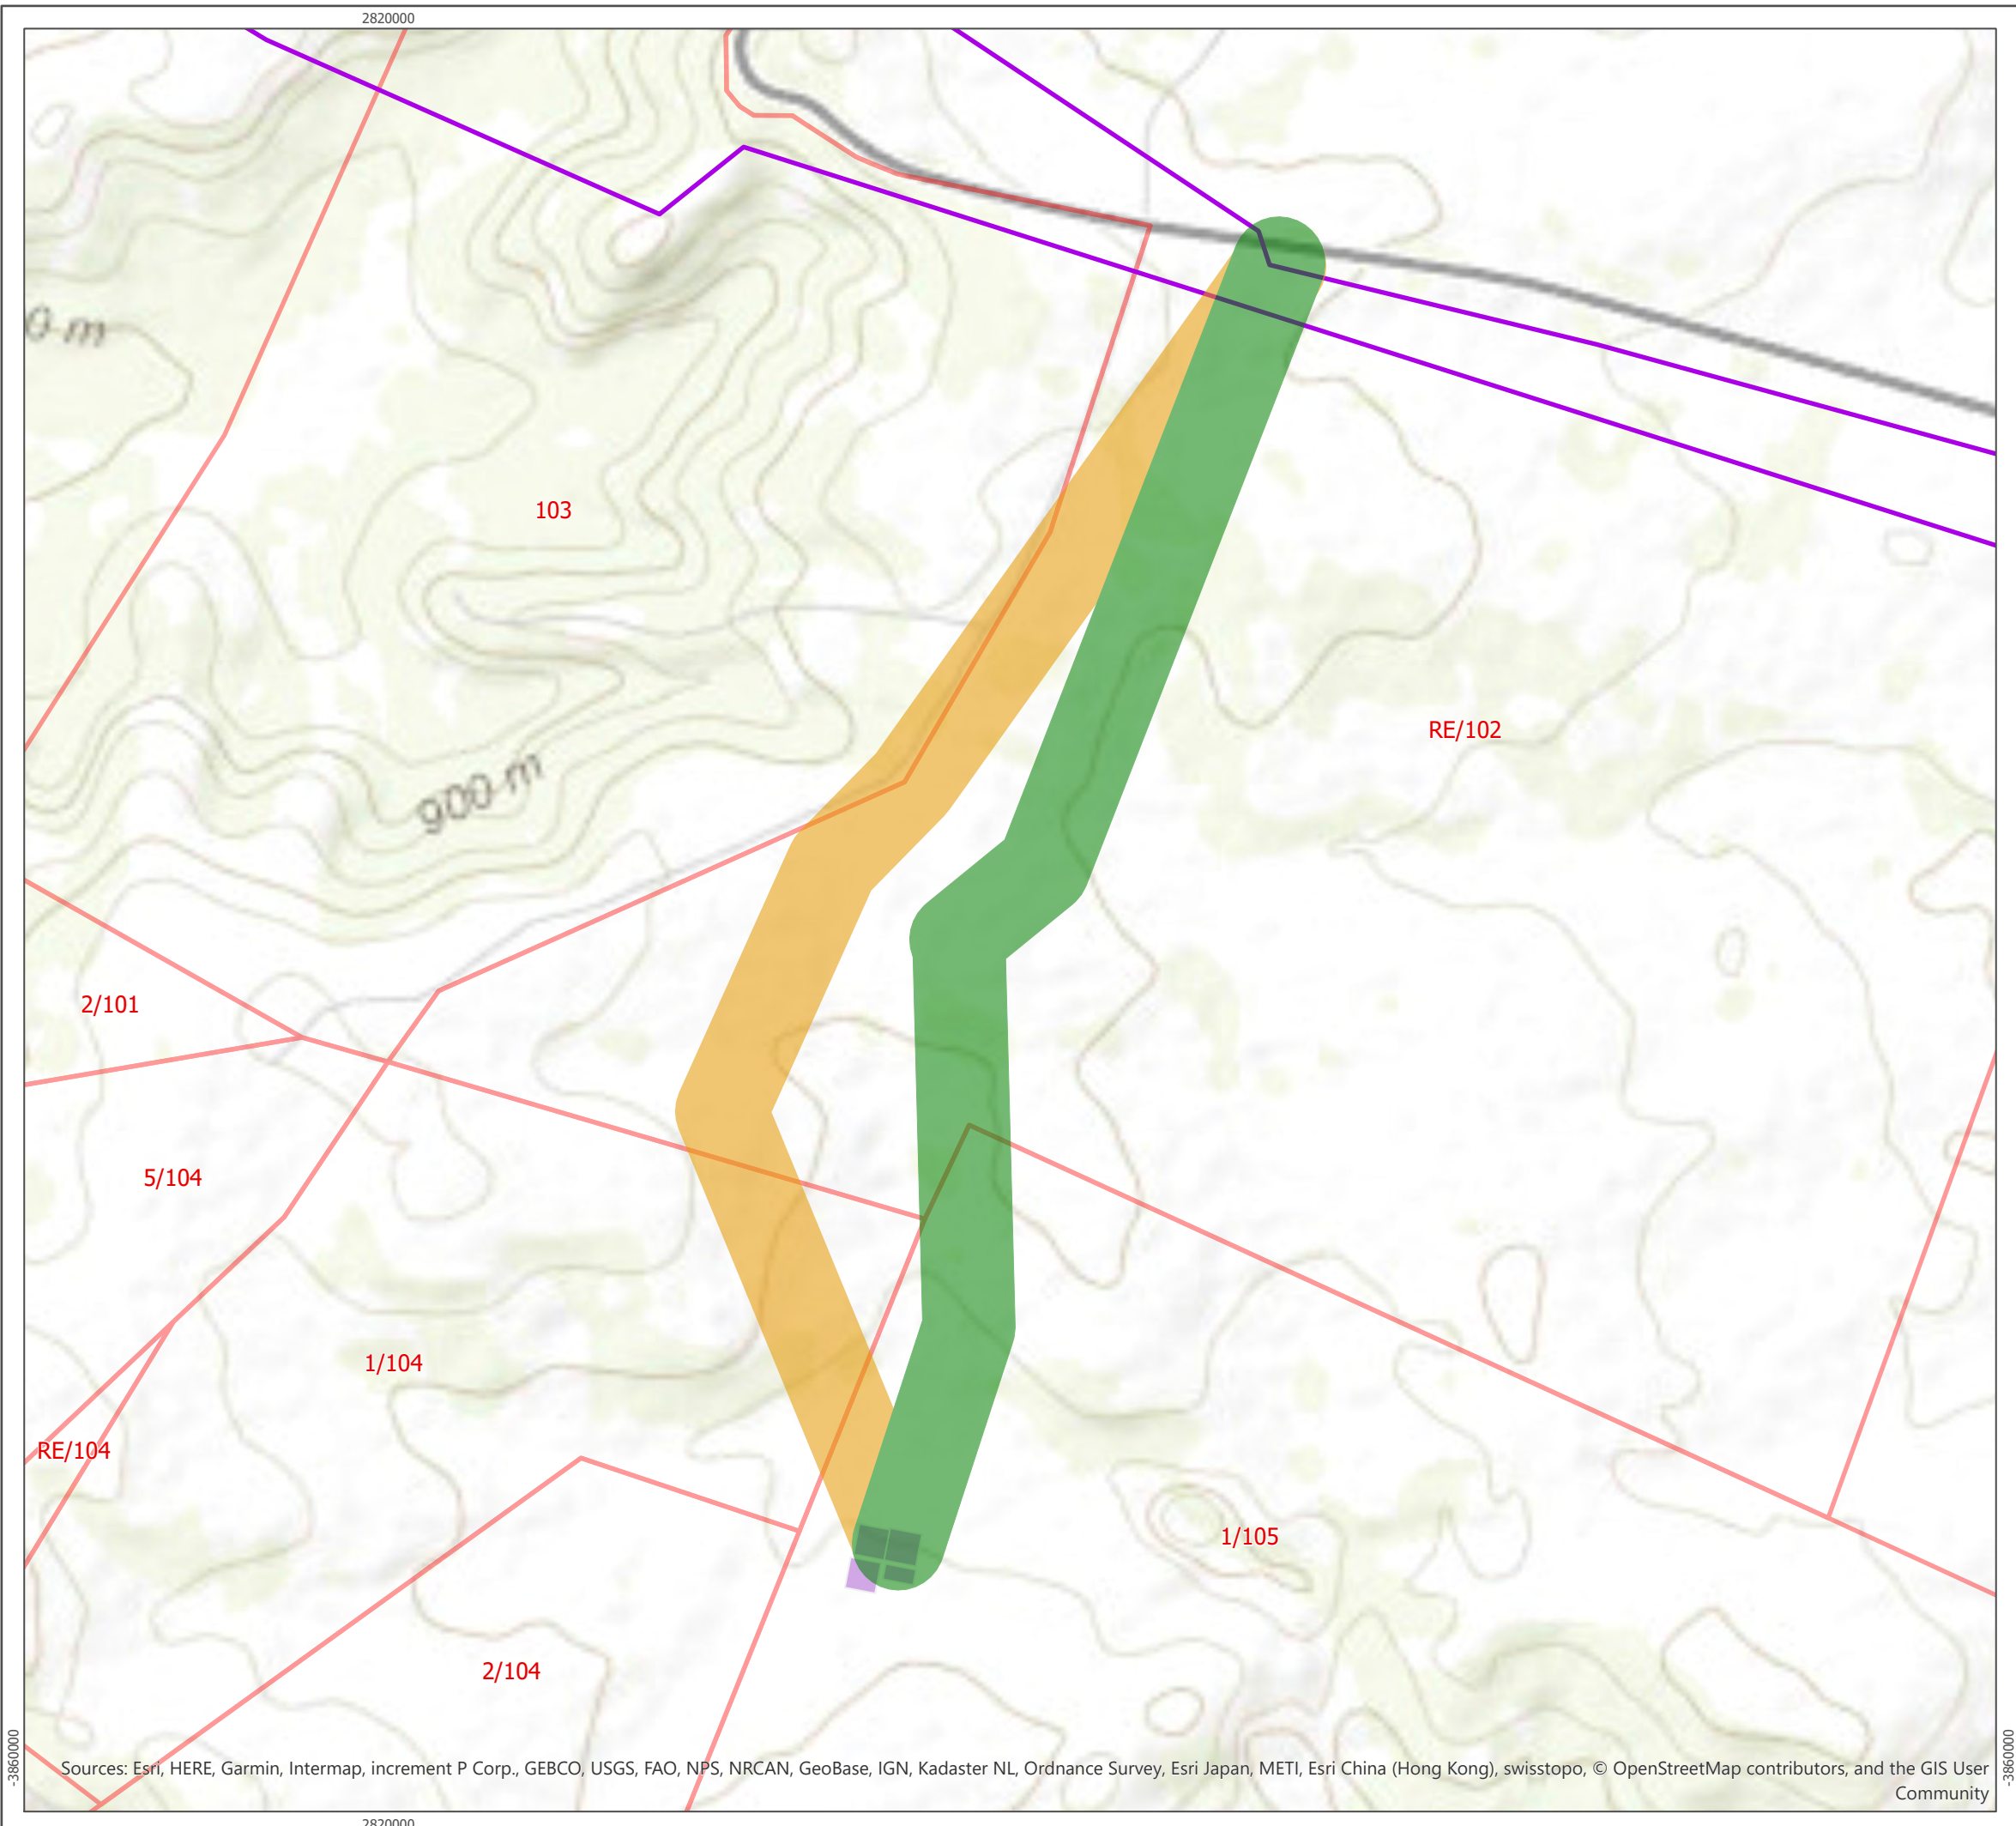 2820000
0 m
103
RE/102
900 m
2/101
5/104
1/104
RE/104
1/105
2/104
-3860000
-3860000
Sources: Esri, HERE, Garmin, Intermap, increment P Corp., GEBCO, USGS, FAO, NPS, NRCAN, GeoBase, IGN, Kadaster NL, Ordnance Survey, Esri Japan, METI, Esri China (Hong Kong), swisstopo, © OpenStreetMap contributors, and the GIS User
Community
2820000